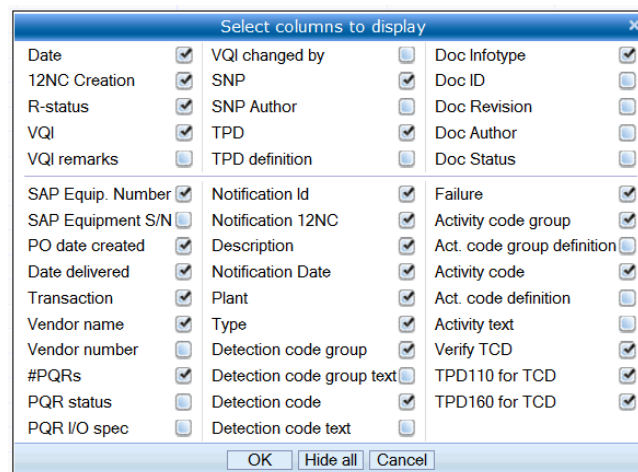 Select columns to display
Date VQI changed by Doc Infotype
12NC Creation SNP Doc ID
R-status SNP Author Doc Revision
VQI TPD Doc Author
VQI remarks TPD definition Doc Status
SAP Equip. Number Notification Id Failure
SAP Equipment S/N Notification 12NC Activity code group
PO date created Description Act. code group definition
Date delivered Notification Date Activity code
Transaction Plant Act. code definition
Vendor name Type Activity text
Vendor number Detection code group Verify TCD
#PQRs Detection code group text TPD110 for TCD
PQR status Detection code TPD160 for TCD
PQR I/O spec Detection code text
OK Hide all Cancel